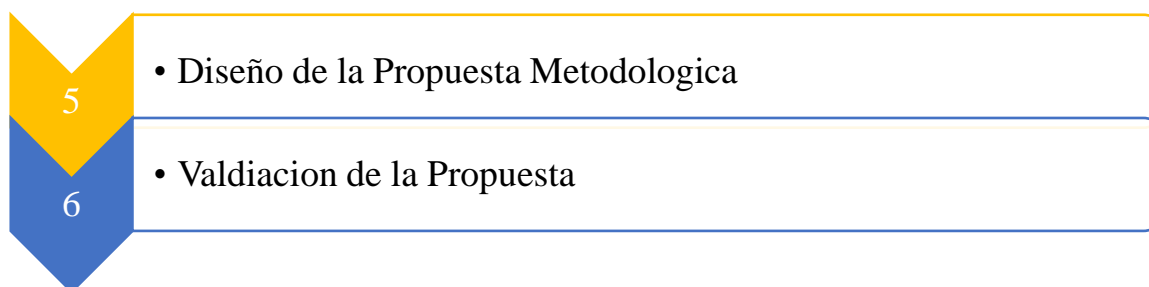 5
• Diseño de la Propuesta Metodologica
6
• Valdiacion de la Propuesta